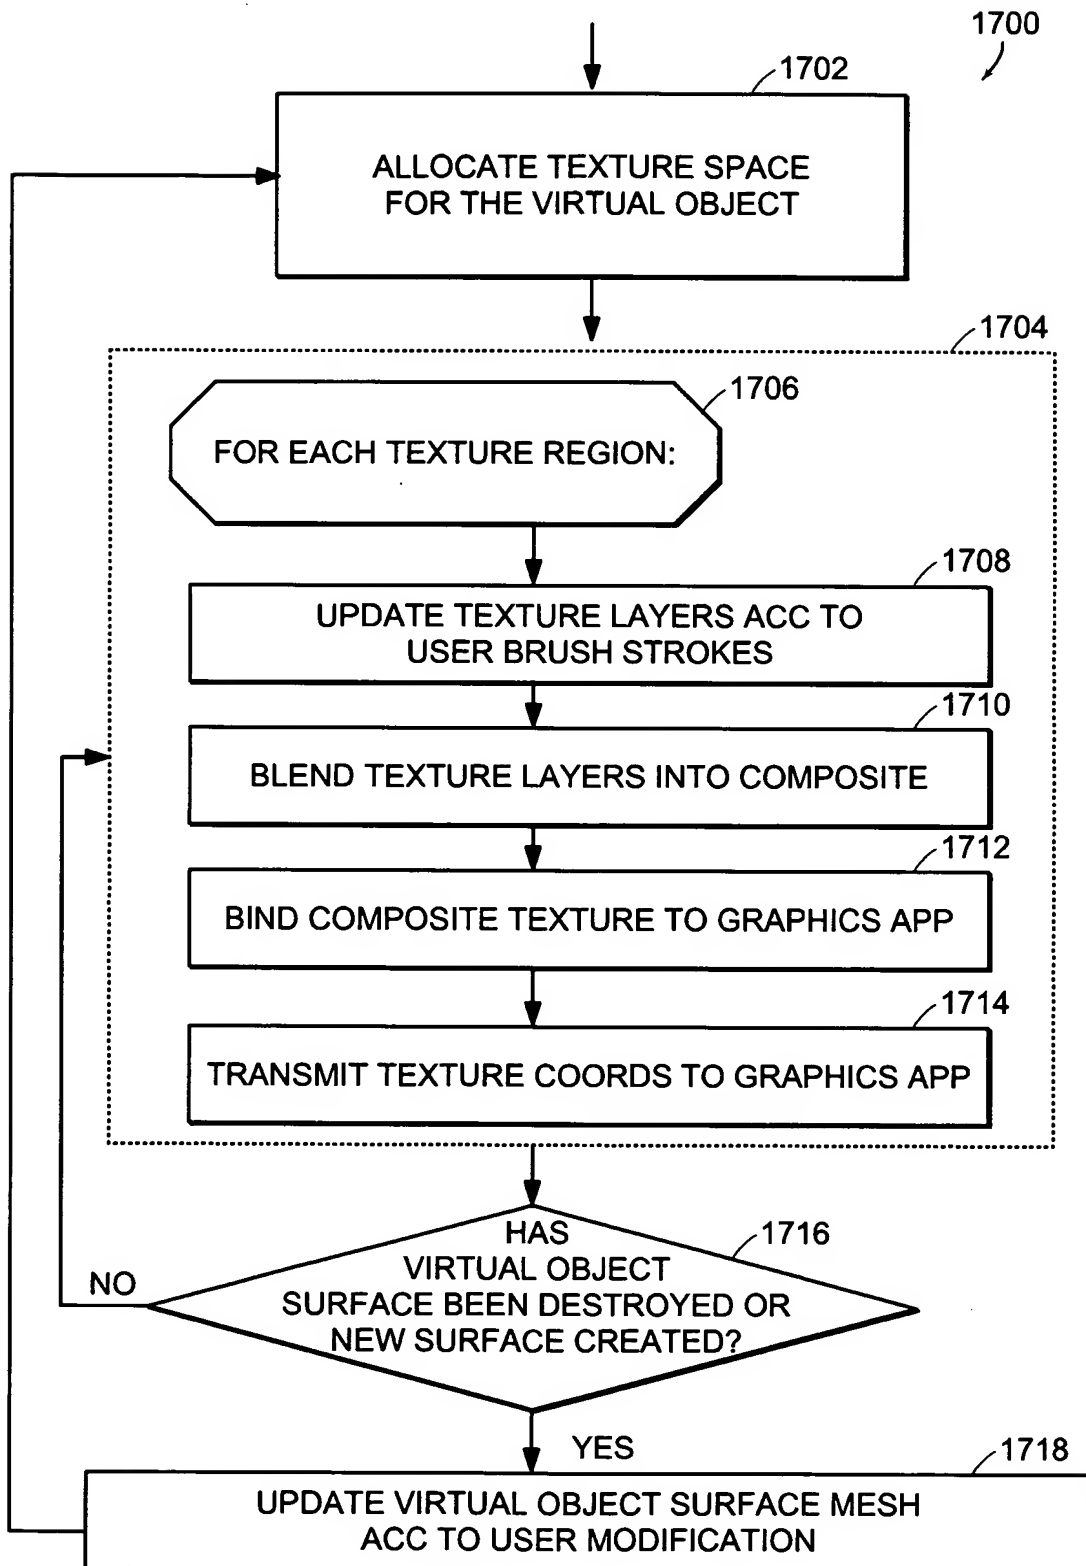 1700
1702
ALLOCATE TEXTURE SPACE
FOR THE VIRTUAL OBJECT
1704
1706
FOR EACH TEXTURE REGION:
1708
UPDATE TEXTURE LAYERS ACC TO
USER BRUSH STROKES
1710
BLEND TEXTURE LAYERS INTO COMPOSITE
1712
BIND COMPOSITE TEXTURE TO GRAPHICS APP
1714
TRANSMIT TEXTURE COORDS TO GRAPHICS APP
1716
HAS
VIRTUAL OBJECT
SURFACE BEEN DESTROYED OR
NEW SURFACE CREATED?
NO
YES
1718
UPDATE VIRTUAL OBJECT SURFACE MESH
ACC TO USER MODIFICATION